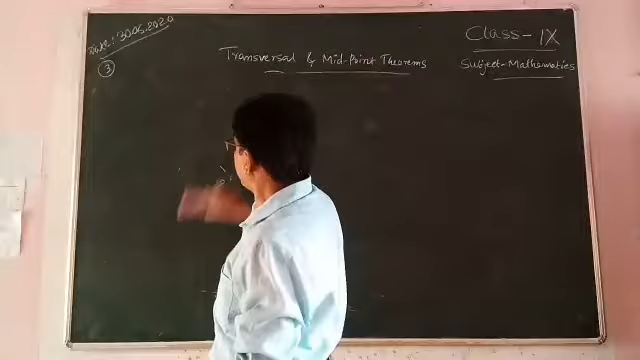 Date: 30.06.2020
Class-IX
Transversal & Mid-Point Theorems
Subject-Mathematics
3